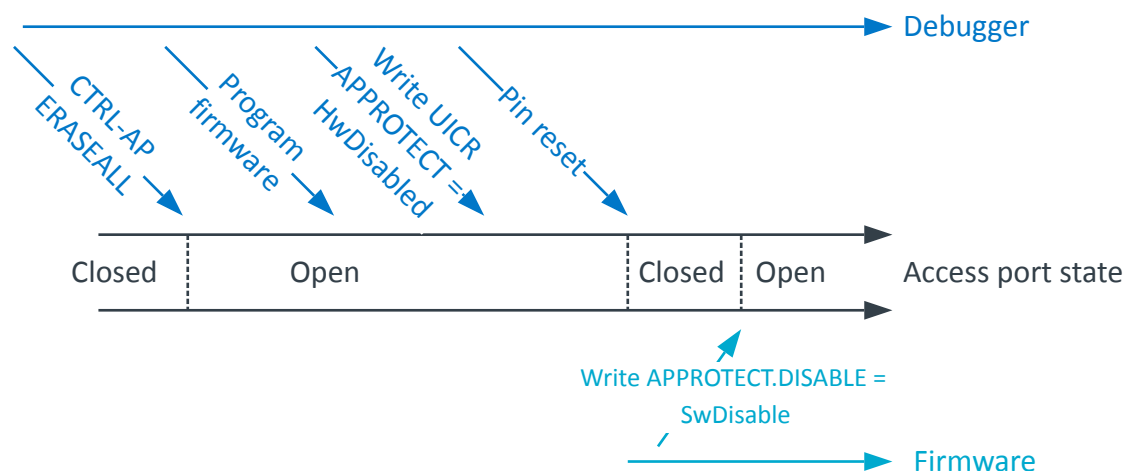 Debugger
CTRL-AP
ERASEALL
Program
firmware
Write UICR
APPROTECT =
HwDisabled
Pin reset
Closed
Open
Closed
Open
Access port state
Write APPROTECT.DISABLE =
SwDisable
Firmware